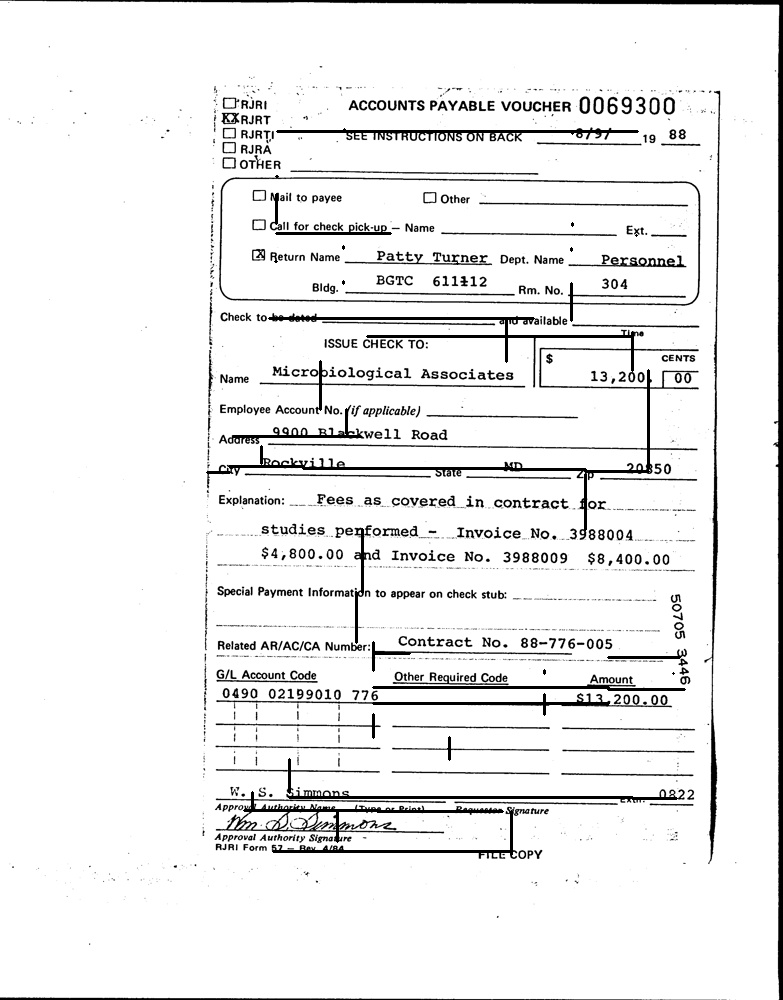 RJRI ACCOUNTS PAYABLE VOUCHER 0069300
XX RJRT
RJRTI SEE INSTRUCTIONS ON BACK 8/9/ 19 88
RJRA
OTHER
Mail to payee Other
Call for check pick-up — Name Ext.
X Return Name Patty Turner Dept. Name Personnel
Bldg. BGTC 611112 Rm. No. 304
Check to be dated and available
Time
ISSUE CHECK TO:
$ CENTS
Name Microbiological Associates 13,200. 00
Employee Account No. (if applicable)
Address 9900 Blackwell Road
City Rockville State MD Zip 20850
Explanation: Fees as covered in contract for
studies performed - Invoice No. 3988004
$4,800.00 and Invoice No. 3988009 $8,400.00
Special Payment Information to appear on check stub:
Related AR/AC/CA Number: Contract No. 88-776-005
G/L Account Code Other Required Code Amount
0490 02199010 776 $13,200.00
W. S. Simmons Extn. 0822
Approval Authority Name (Type or Print) Requestor Signature
Wm S. Simmons
Approval Authority Signature
RJRI Form 57 — Rev. 4/84
FILE COPY
50705 3446